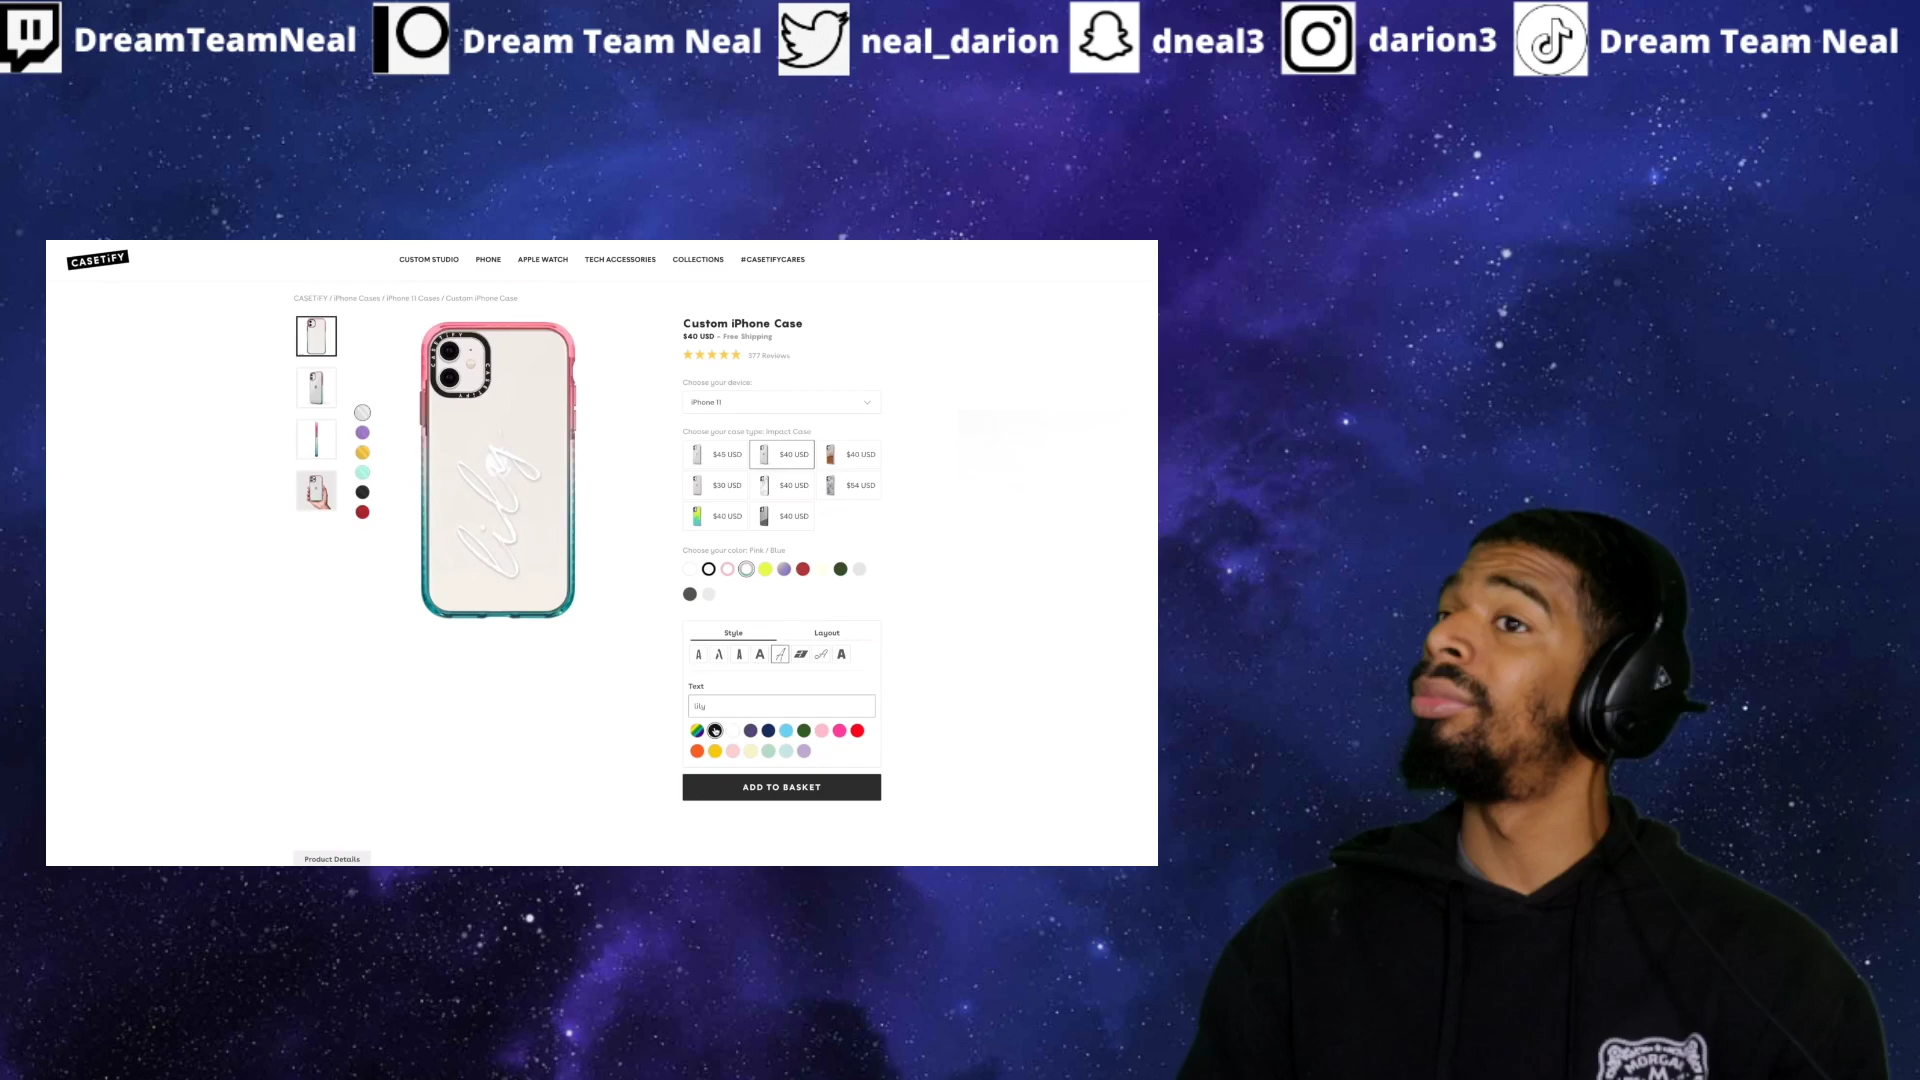 DreamTeamNeal Dream Team Neal neal_darion dneal3 darion3 Dream Team Neal
CASETiFY
CUSTOM STUDIO PHONE APPLE WATCH TECH ACCESSORIES COLLECTIONS #CASETIFYCARES
CASETiFY / iPhone Cases / iPhone 11 Cases / Custom iPhone Case
CASETiFY CASETiFY
lily
Custom iPhone Case
$40 USD - Free Shipping
377 Reviews
Choose your device:
iPhone 11
Choose your case type: Impact Case
$45 USD $40 USD $40 USD
$30 USD $40 USD $54 USD
$40 USD $40 USD
Choose your color: Pink / Blue
Style Layout
A A A A A A A
Text
lily
ADD TO BASKET
Product Details
MORGAN
M